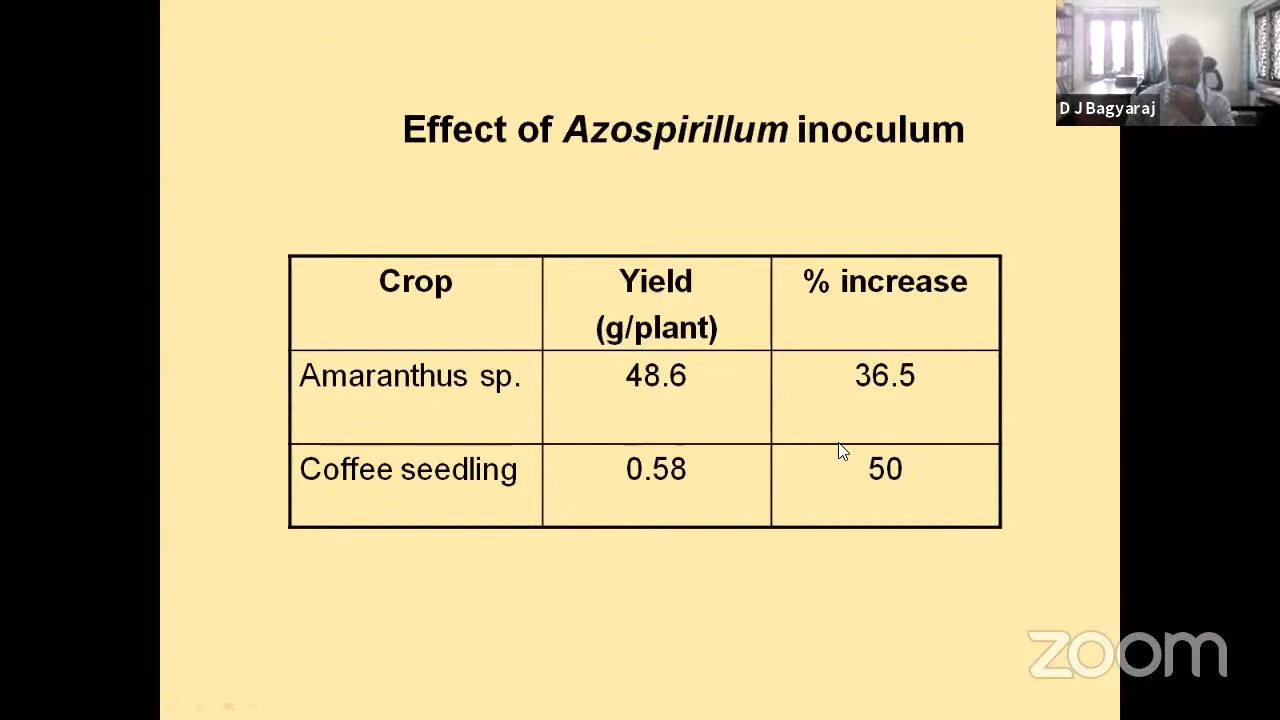 D J Bagyaraj
Effect of Azospirillum inoculum
Crop Yield (g/plant) % increase
Amaranthus sp. 48.6 36.5
Coffee seedling 0.58 50
zoom